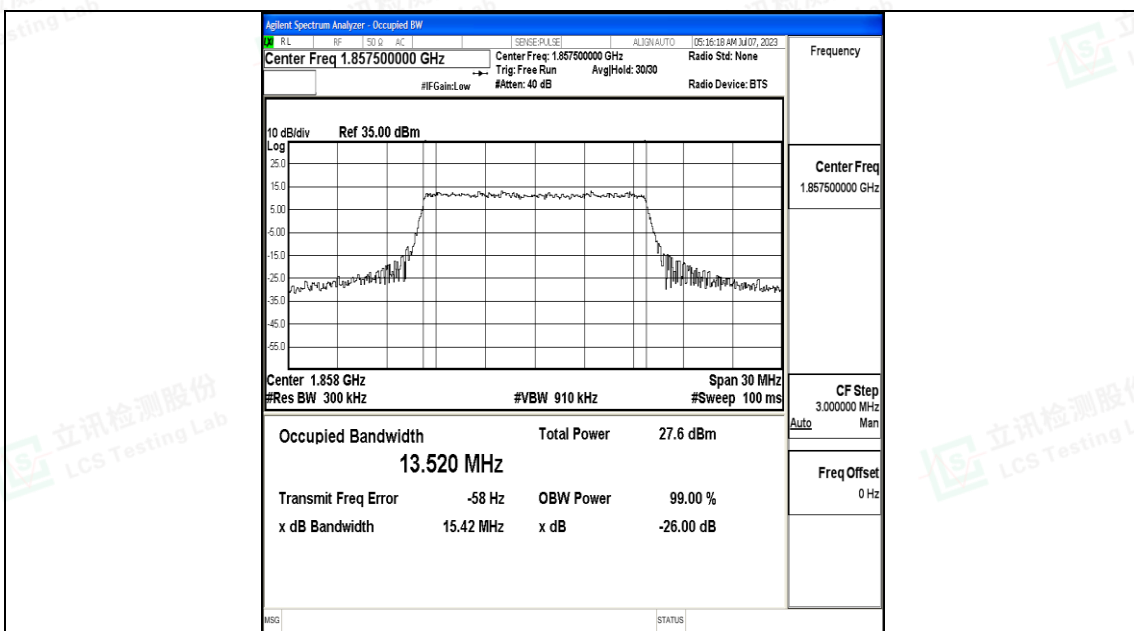 Agilent Spectrum Analyzer - Occupied BW
RL RF 50 Ω AC SENSE:PULSE ALIGN AUTO 05:16:18 AM Jul 07, 2023
Center Freq 1.857500000 GHz
Center Freq: 1.857500000 GHz
Radio Std: None
Trig: Free Run Avg|Hold: 30/30
#IFGain:Low #Atten: 40 dB Radio Device: BTS
Frequency
10 dB/div Ref 35.00 dBm
Log
25.0
15.0
5.00
-5.00
-15.0
-25.0
-35.0
-45.0
-55.0
Center 1.858 GHz Span 30 MHz
#Res BW 300 kHz #VBW 910 kHz #Sweep 100 ms
Center Freq
1.857500000 GHz
CF Step
3.000000 MHz
Auto Man
Freq Offset
0 Hz
Occupied Bandwidth Total Power 27.6 dBm
13.520 MHz
Transmit Freq Error -58 Hz OBW Power 99.00 %
x dB Bandwidth 15.42 MHz x dB -26.00 dB
MSG STATUS
立讯检测股份
LCS Testing Lab
立讯检测股份
LCS Testing L